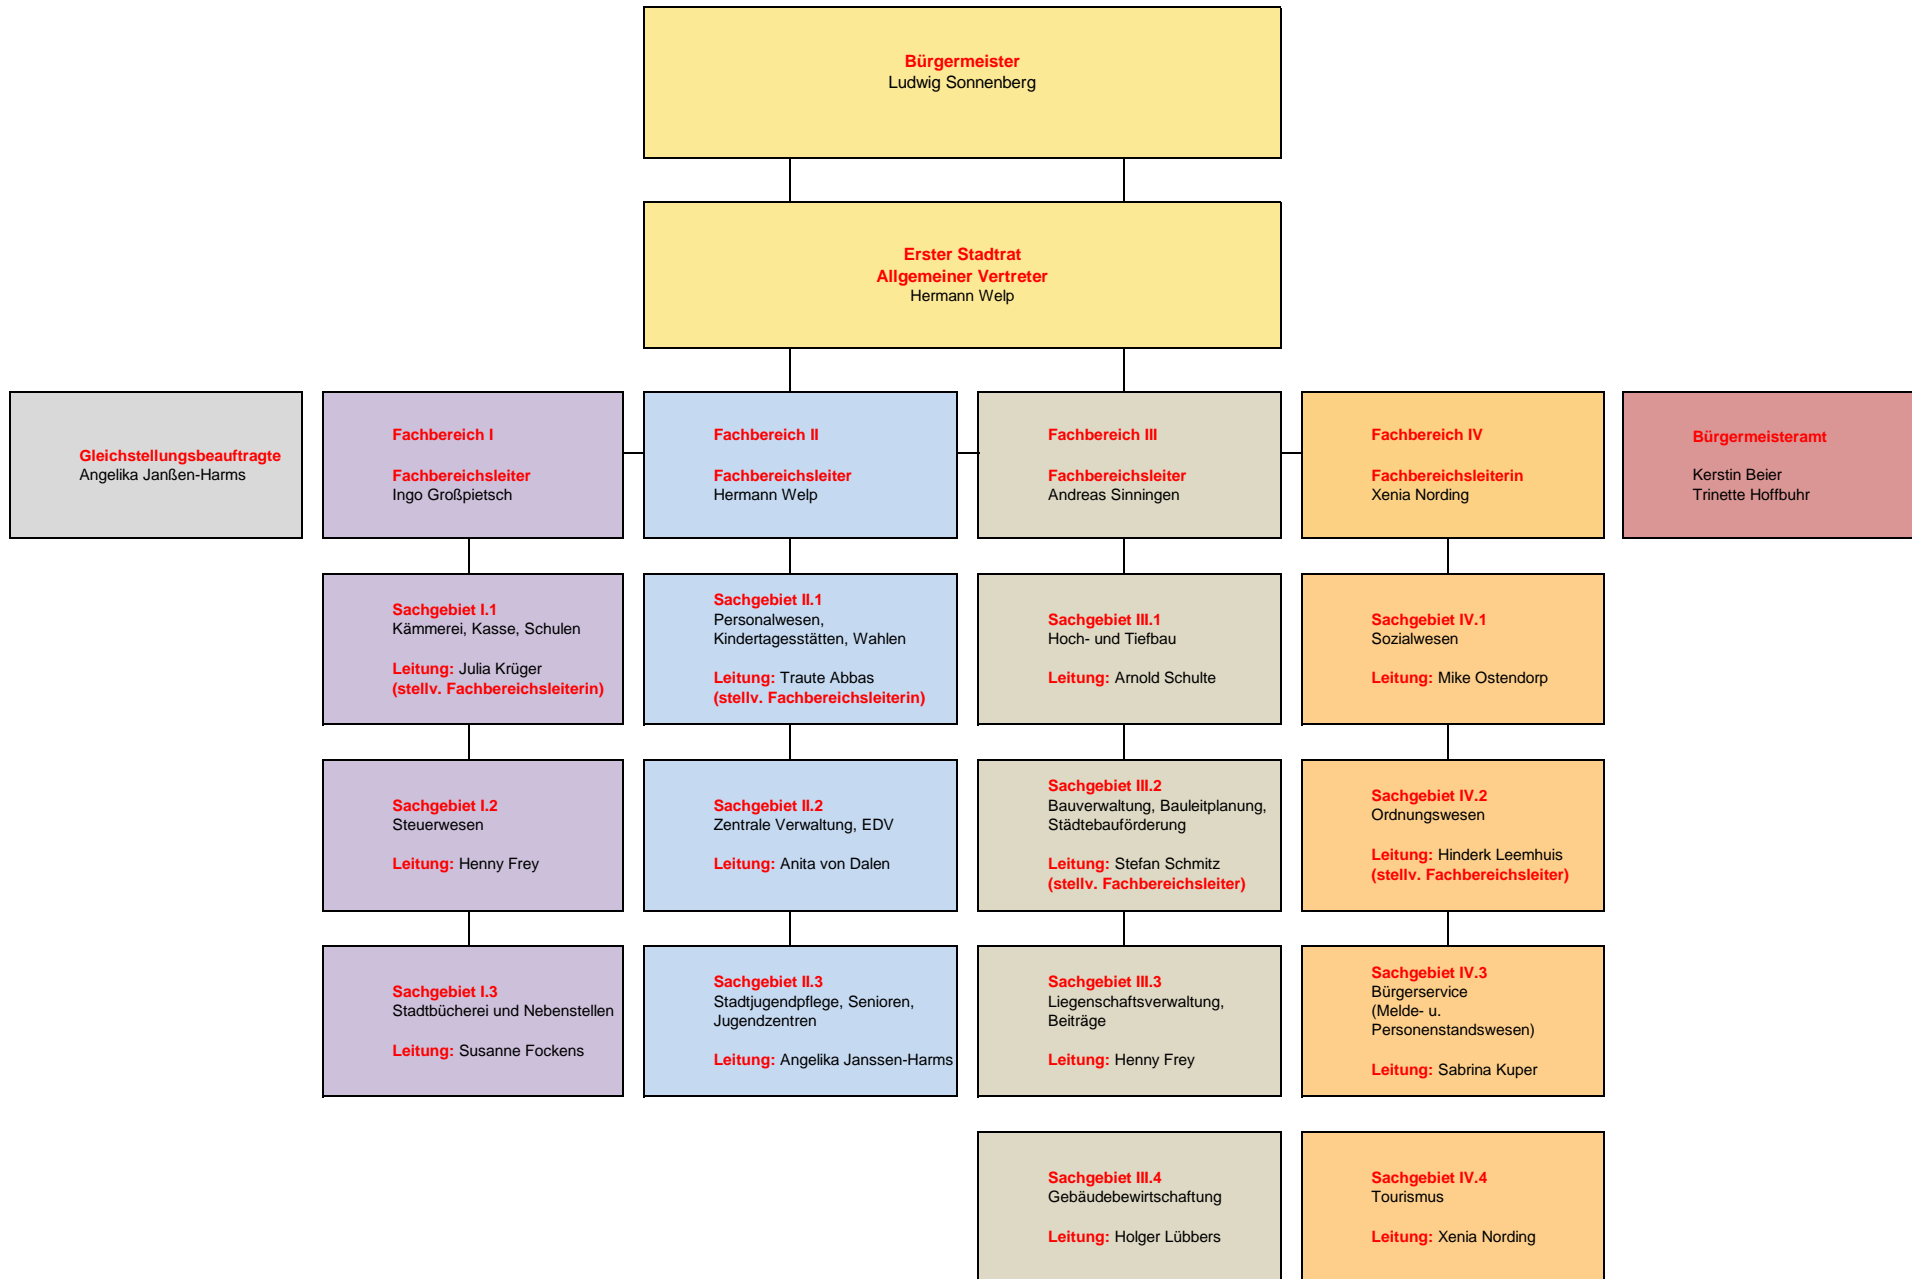 Bürgermeister
Ludwig Sonnenberg
Erster Stadtrat
Allgemeiner Vertreter
Hermann Welp
Gleichstellungsbeauftragte
Angelika Janßen-Harms
Fachbereich I
Fachbereichsleiter
Ingo Großpietsch
Fachbereich II
Fachbereichsleiter
Hermann Welp
Fachbereich III
Fachbereichsleiter
Andreas Sinningen
Fachbereich IV
Fachbereichsleiterin
Xenia Nording
Bürgermeisteramt
Kerstin Beier
Trinette Hoffbuhr
Sachgebiet I.1
Kämmerei, Kasse, Schulen
Leitung: Julia Krüger
(stellv. Fachbereichsleiterin)
Sachgebiet II.1
Personalwesen,
Kindertagesstätten, Wahlen
Leitung: Traute Abbas
(stellv. Fachbereichsleiterin)
Sachgebiet III.1
Hoch- und Tiefbau
Leitung: Arnold Schulte
Sachgebiet IV.1
Sozialwesen
Leitung: Mike Ostendorp
Sachgebiet I.2
Steuerwesen
Leitung: Henny Frey
Sachgebiet II.2
Zentrale Verwaltung, EDV
Leitung: Anita von Dalen
Sachgebiet III.2
Bauverwaltung, Bauleitplanung,
Städtebauförderung
Leitung: Stefan Schmitz
(stellv. Fachbereichsleiter)
Sachgebiet IV.2
Ordnungswesen
Leitung: Hinderk Leemhuis
(stellv. Fachbereichsleiter)
Sachgebiet I.3
Stadtbücherei und Nebenstellen
Leitung: Susanne Fockens
Sachgebiet II.3
Stadtjugendpflege, Senioren,
Jugendzentren
Leitung: Angelika Janssen-Harms
Sachgebiet III.3
Liegenschaftsverwaltung,
Beiträge
Leitung: Henny Frey
Sachgebiet IV.3
Bürgerservice
(Melde- u.
Personenstandswesen)
Leitung: Sabrina Kuper
Sachgebiet III.4
Gebäudebewirtschaftung
Leitung: Holger Lübbers
Sachgebiet IV.4
Tourismus
Leitung: Xenia Nording